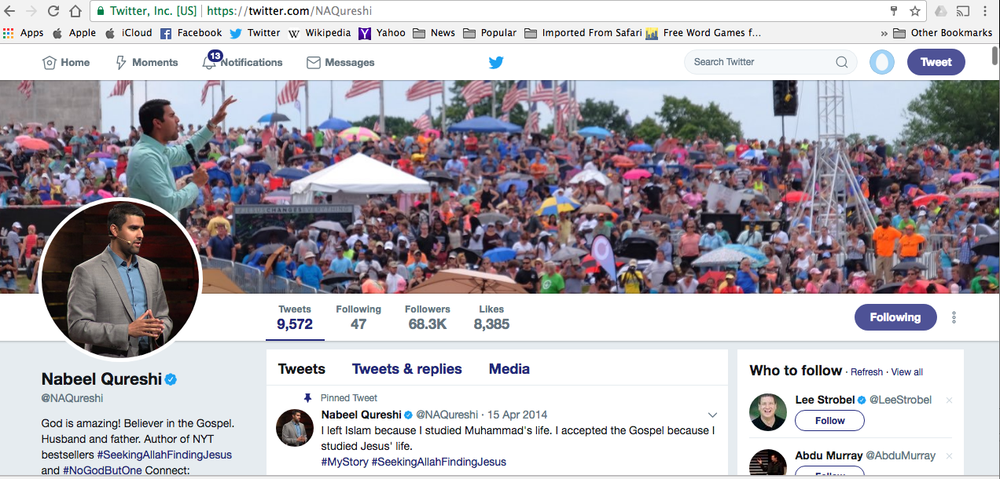 Twitter, Inc. [US] | https://twitter.com/NAQureshi
Apps Apple iCloud Facebook Twitter Wikipedia Yahoo News Popular Imported From Safari Free Word Games f... » Other Bookmarks
Home Moments 13 Notifications Messages Search Twitter Tweet
Tweets Following Followers Likes
9,572 47 68.3K 8,385
Following
Nabeel Qureshi
@NAQureshi
God is amazing! Believer in the Gospel.
Husband and father. Author of NYT
bestsellers #SeekingAllahFindingJesus
and #NoGodButOne Connect:
Tweets Tweets & replies Media
Pinned Tweet
Nabeel Qureshi @NAQureshi · 15 Apr 2014
I left Islam because I studied Muhammad's life. I accepted the Gospel because I
studied Jesus' life.
#MyStory #SeekingAllahFindingJesus
Who to follow · Refresh · View all
Lee Strobel @LeeStrobel
Follow
Abdu Murray @AbduMurray
Follow